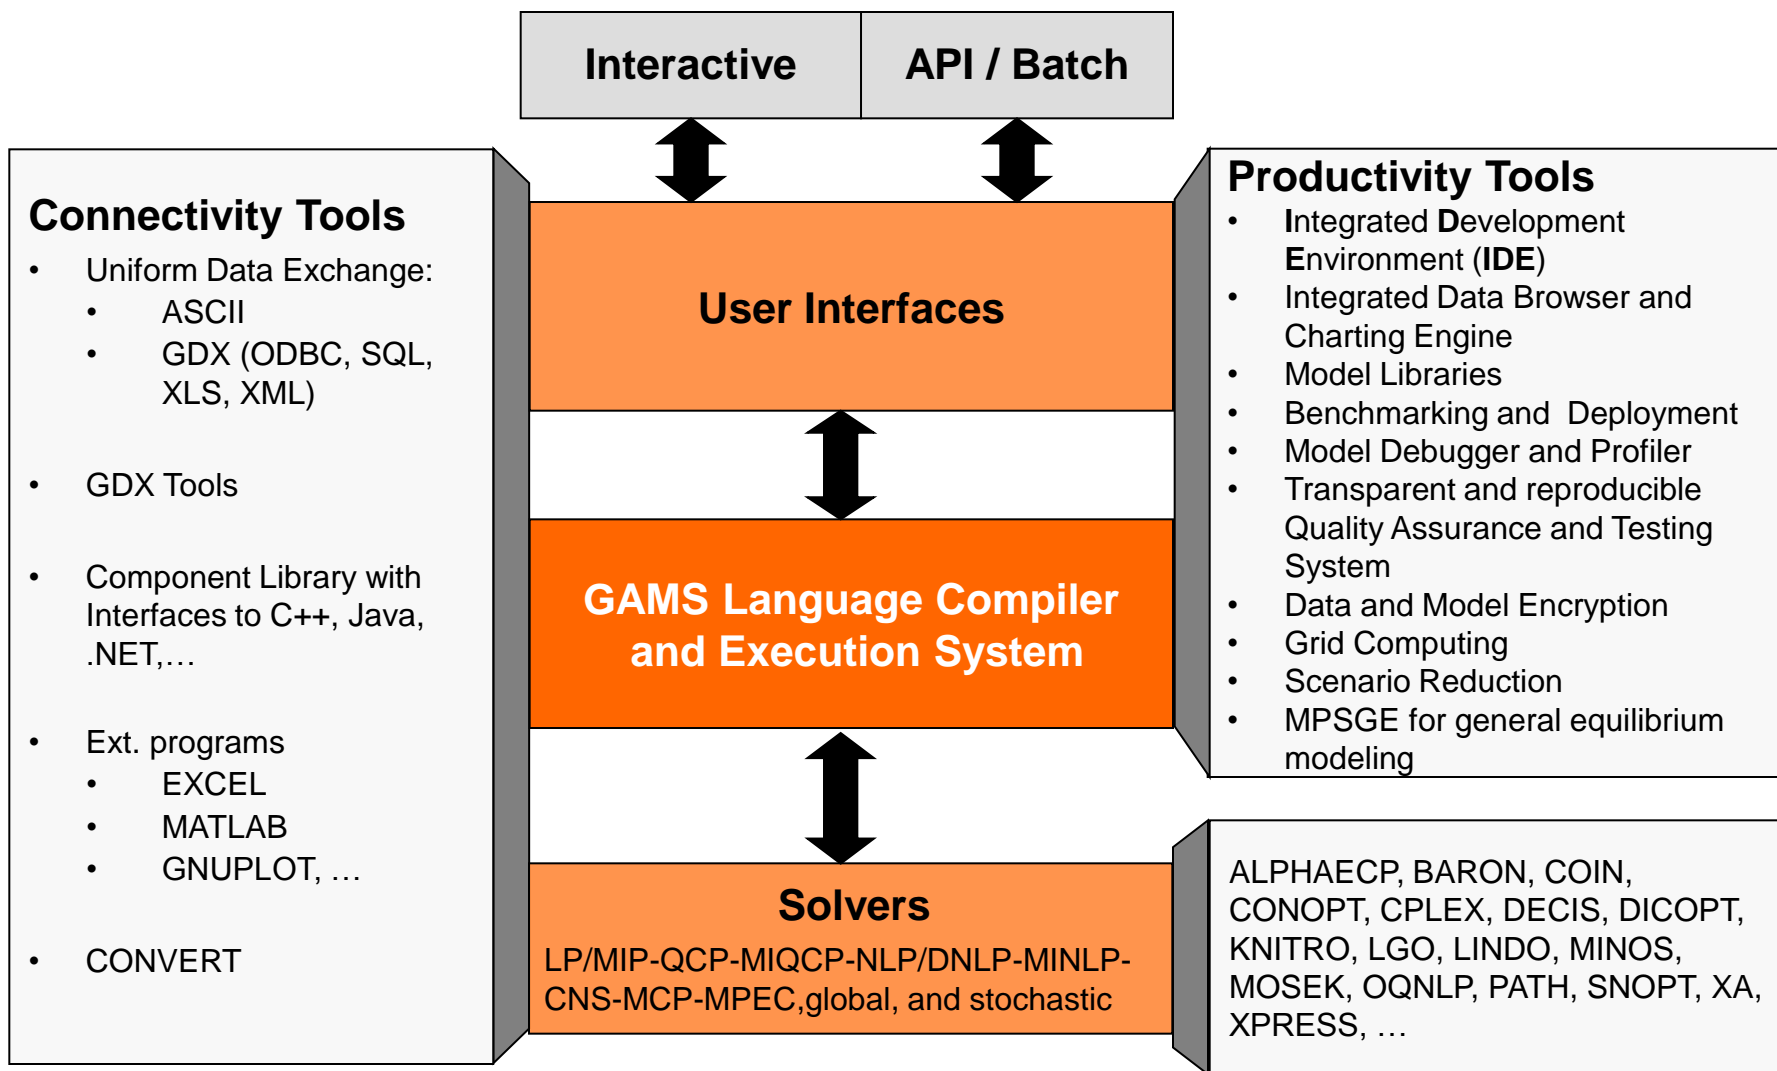 Interactive
API / Batch
Connectivity Tools
• Uniform Data Exchange:
• ASCII
• GDX (ODBC, SQL,
XLS, XML)
• GDX Tools
• Component Library with
Interfaces to C++, Java,
.NET,…
• Ext. programs
• EXCEL
• MATLAB
• GNUPLOT, …
• CONVERT
User Interfaces
GAMS Language Compiler
and Execution System
Solvers
LP/MIP-QCP-MIQCP-NLP/DNLP-MINLP-
CNS-MCP-MPEC,global, and stochastic
Productivity Tools
• Integrated Development
Environment (IDE)
• Integrated Data Browser and
Charting Engine
• Model Libraries
• Benchmarking and  Deployment
• Model Debugger and Profiler
• Transparent and reproducible
Quality Assurance and Testing
System
• Data and Model Encryption
• Grid Computing
• Scenario Reduction
• MPSGE for general equilibrium
modeling
ALPHAECP, BARON, COIN,
CONOPT, CPLEX, DECIS, DICOPT,
KNITRO, LGO, LINDO, MINOS,
MOSEK, OQNLP, PATH, SNOPT, XA,
XPRESS, …